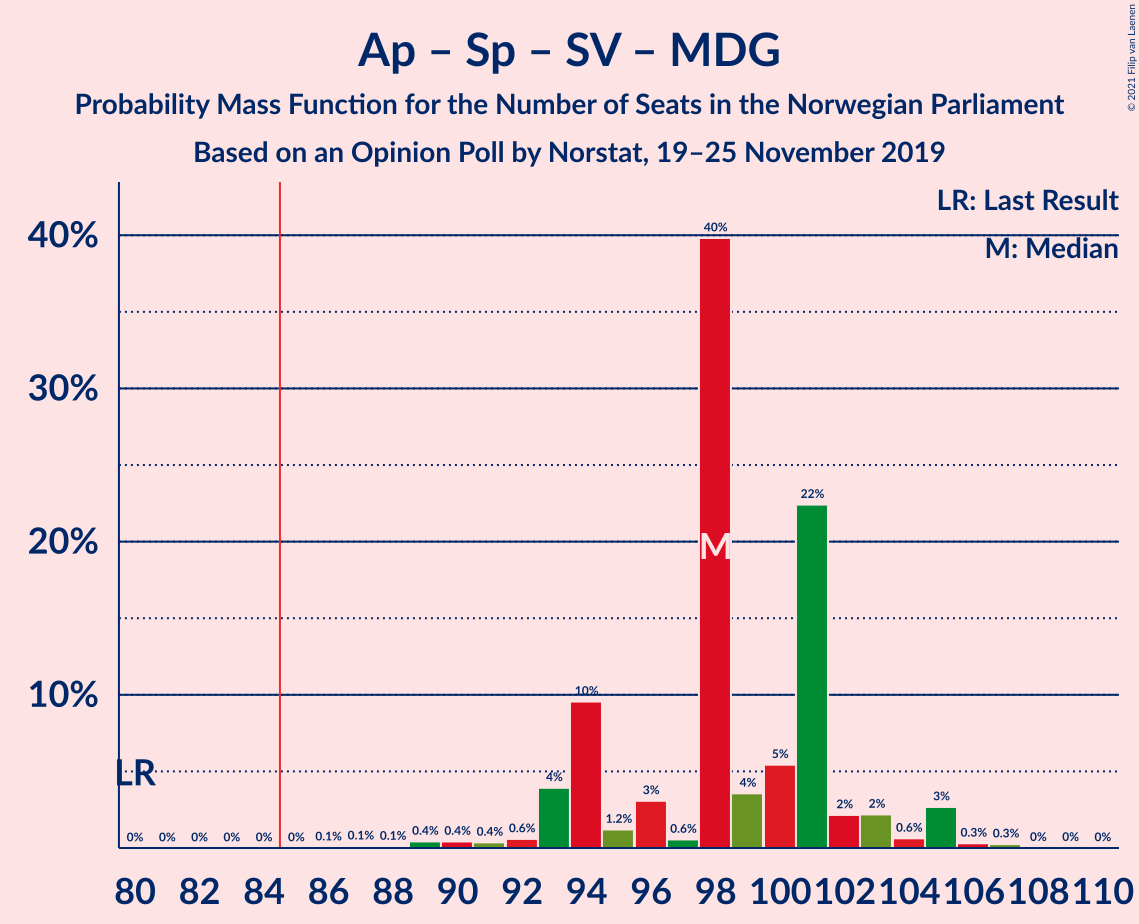 Ap – Sp – SV – MDG
Probability Mass Function for the Number of Seats in the Norwegian Parliament
Based on an Opinion Poll by Norstat, 19–25 November 2019
© 2021 Filip van Laenen
LR: Last Result
M: Median
40%
30%
20%
10%
LR
M
0% 0% 0% 0% 0% 0% 0.1% 0.1% 0.1% 0.4% 0.4% 0.4% 0.6% 4% 10% 1.2% 3% 0.6% 40% 4% 5% 22% 2% 2% 0.6% 3% 0.3% 0.3% 0% 0% 0%
80 82 84 86 88 90 92 94 96 98 100 102 104 106 108 110